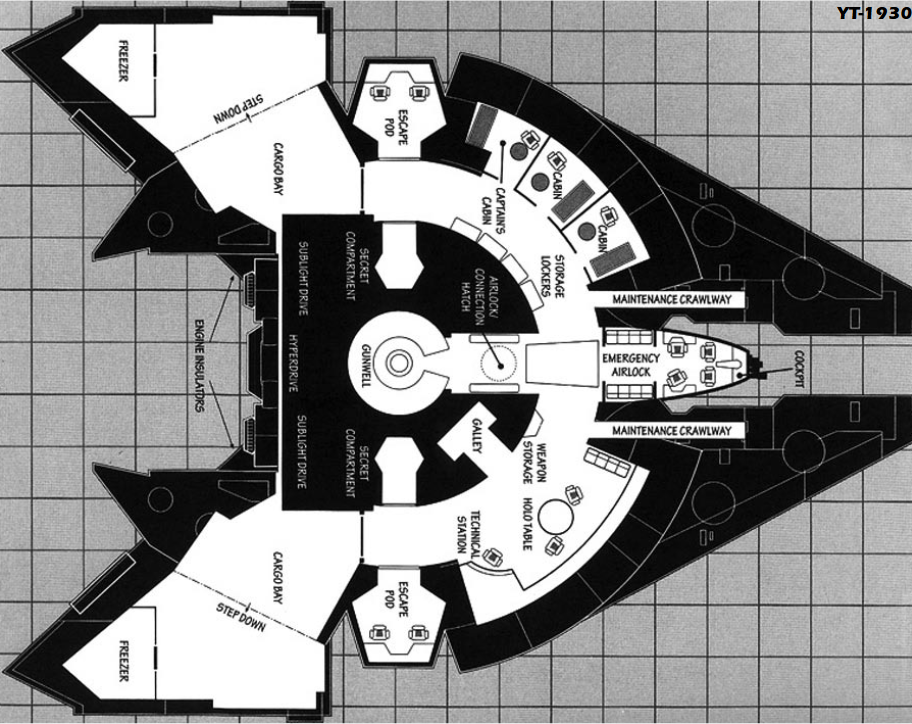 YT-1930
FREEZER
STEP DOWN
CARGO BAY
ESCAPE
POD
CAPTAIN'S
CABIN
CABIN
CABIN
STORAGE
LOCKERS
SECRET
COMPARTMENT
AIRLOCK/
CONNECTION
HATCH
SUBLIGHT DRIVE
HYPERDRIVE
SUBLIGHT DRIVE
ENGINE INSULATORS
GUNWELL
MAINTENANCE CRAWLWAY
EMERGENCY
AIRLOCK
COCKPIT
MAINTENANCE CRAWLWAY
GALLEY
WEAPON
STORAGE
HOLO TABLE
SECRET
COMPARTMENT
TECHNICAL
STATION
CARGO BAY
STEP DOWN
ESCAPE
POD
FREEZER